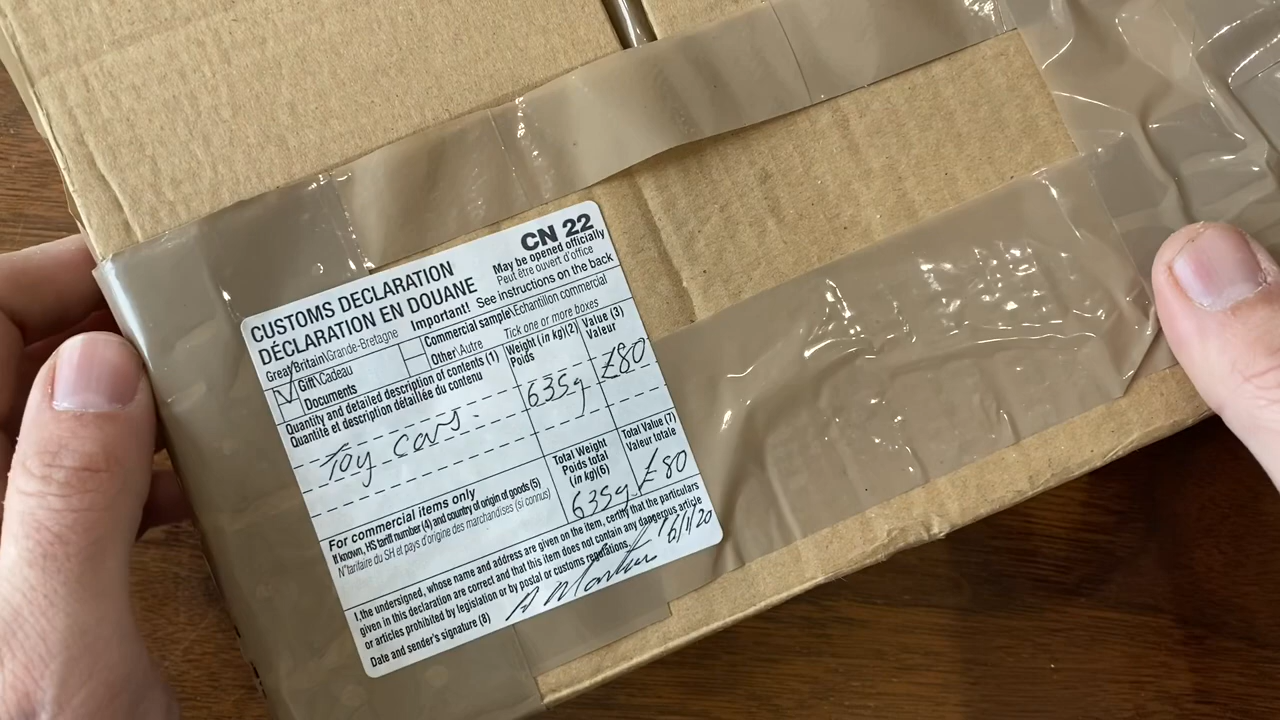 CN 22
CUSTOMS DECLARATION
May be opened officially
DÉCLARATION EN DOUANE
Peut être ouvert d'office
Great Britain\Grande-Bretagne
Important!
See instructions on the back
Gift\Cadeau
Commercial sample\Echantillon commercial
Documents
Other\Autre
Tick one or more boxes
Quantity and detailed description of contents (1)
Quantité et description détaillée du contenu
Weight (in kg)(2)
Poids
Value (3)
Valeur
Toy cars.
635g
£80
For commercial items only
If known, HS tariff number (4) and country of origin of goods (5)
N°tarifaire du SH et pays d'origine des marchandises (si connus)
Total Weight
Poids total
(in kg)(6)
Total Value (7)
Valeur totale
635g
£80
I, the undersigned, whose name and address are given on the item, certify that the particulars
given in this declaration are correct and that this item does not contain any dangerous article
or articles prohibited by legislation or by postal or customs regulations.
Date and sender's signature (8)
A Martin 16/11/20